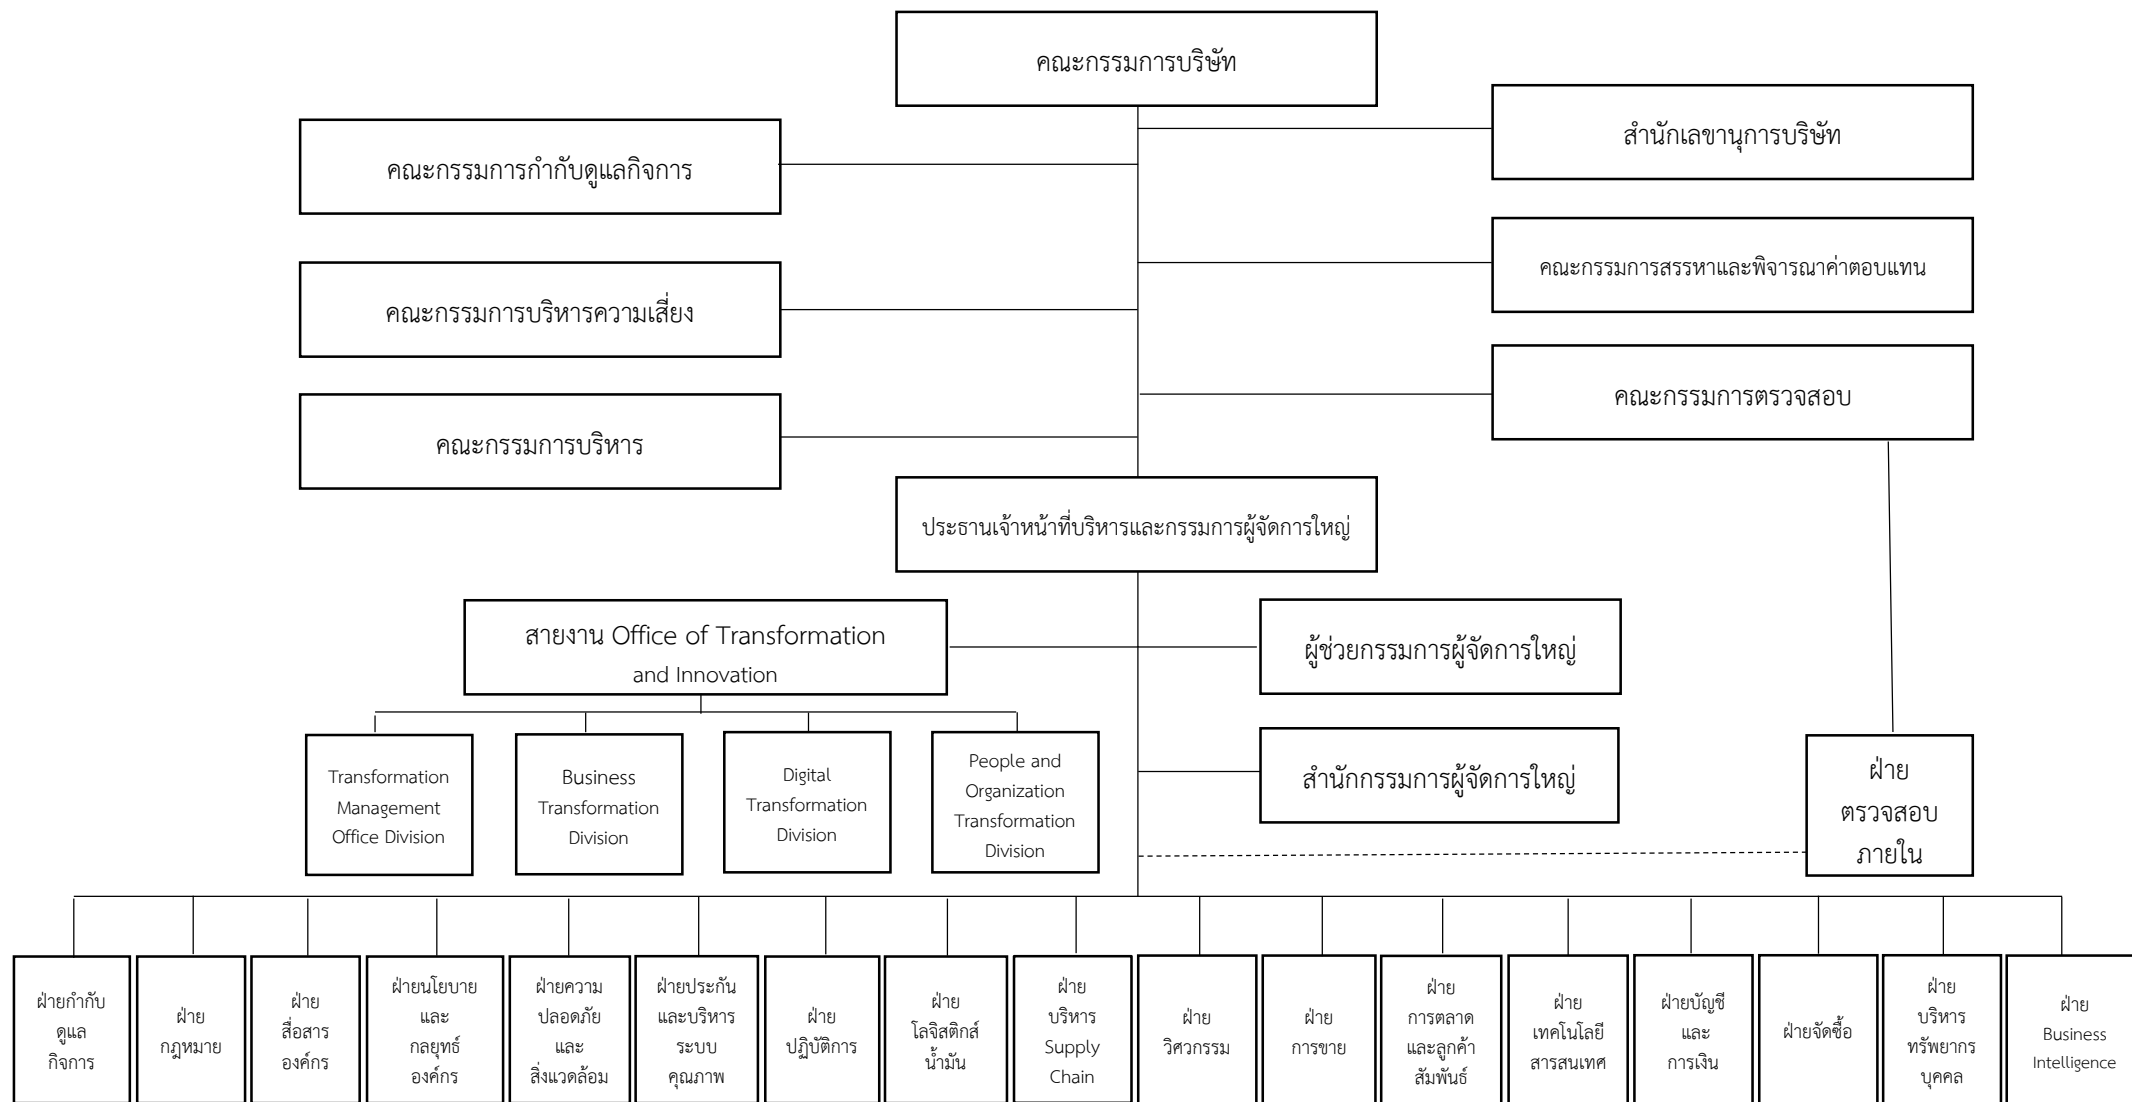 คณะกรรมการบริษัท
สำนักเลขานุการบริษัท
คณะกรรมการกำกับดูแลกิจการ
คณะกรรมการสรรหาและพิจารณาค่าตอบแทน
คณะกรรมการบริหารความเสี่ยง
คณะกรรมการตรวจสอบ
คณะกรรมการบริหาร
ประธานเจ้าหน้าที่บริหารและกรรมการผู้จัดการใหญ่
สายงาน Office of Transformation
and Innovation
ผู้ช่วยกรรมการผู้จัดการใหญ่
Transformation
Management
Office Division
Business
Transformation
Division
Digital
Transformation
Division
People and
Organization
Transformation
Division
สำนักกรรมการผู้จัดการใหญ่
ฝ่าย
ตรวจสอบ
ภายใน
ฝ่ายกำกับ
ดูแล
กิจการ
ฝ่าย
กฎหมาย
ฝ่าย
สื่อสาร
องค์กร
ฝ่ายนโยบาย
และ
กลยุทธ์
องค์กร
ฝ่ายความ
ปลอดภัย
และ
สิ่งแวดล้อม
ฝ่ายประกัน
และบริหาร
ระบบ
คุณภาพ
ฝ่าย
ปฏิบัติการ
ฝ่าย
โลจิสติกส์
น้ำมัน
ฝ่าย
บริหาร
Supply
Chain
ฝ่าย
วิศวกรรม
ฝ่าย
การขาย
ฝ่าย
การตลาด
และลูกค้า
สัมพันธ์
ฝ่าย
เทคโนโลยี
สารสนเทศ
ฝ่ายบัญชี
และ
การเงิน
ฝ่ายจัดซื้อ
ฝ่าย
บริหาร
ทรัพยากร
บุคคล
ฝ่าย
Business
Intelligence